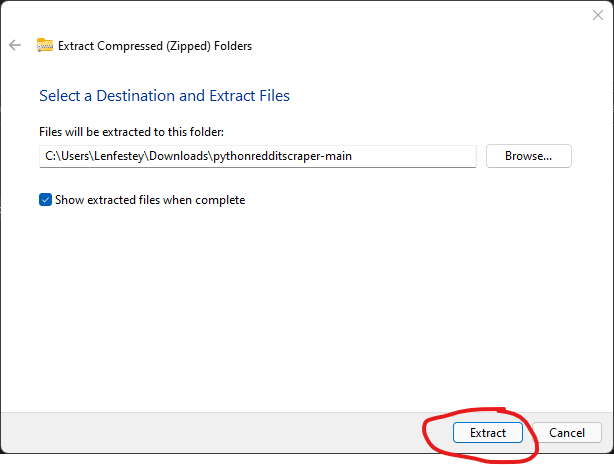 Extract Compressed (Zipped) Folders
Select a Destination and Extract Files
Files will be extracted to this folder:
C:\Users\Lenfestey\Downloads\pythonredditscraper-main
Browse...
Show extracted files when complete
Extract
Cancel